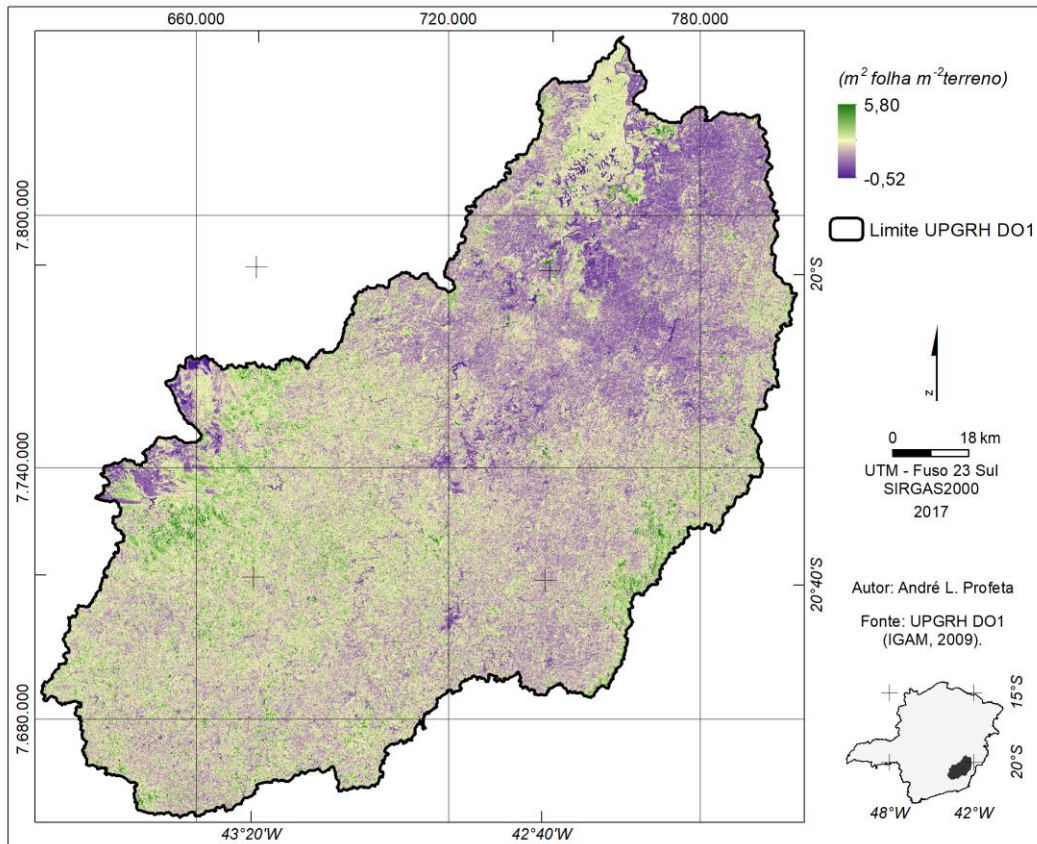 660.000
720.000
780.000
(m² folha m⁻²terreno)
5,80
-0,52
Limite UPGRH DO1
7.800.000
20°S
N
0 18 km
7.740.000
UTM - Fuso 23 Sul
SIRGAS2000
2017
20°40'S
Autor: André L. Profeta
Fonte: UPGRH DO1
(IGAM, 2009).
7.680.000
15°S
20°S
48°W
42°W
43°20'W
42°40'W